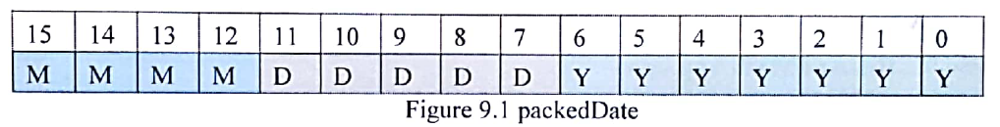 15 14 13 12 11 10 9 8 7 6 5 4 3 2 1 0
M M M M D D D D D Y Y Y Y Y Y Y
Figure 9.1 packedDate